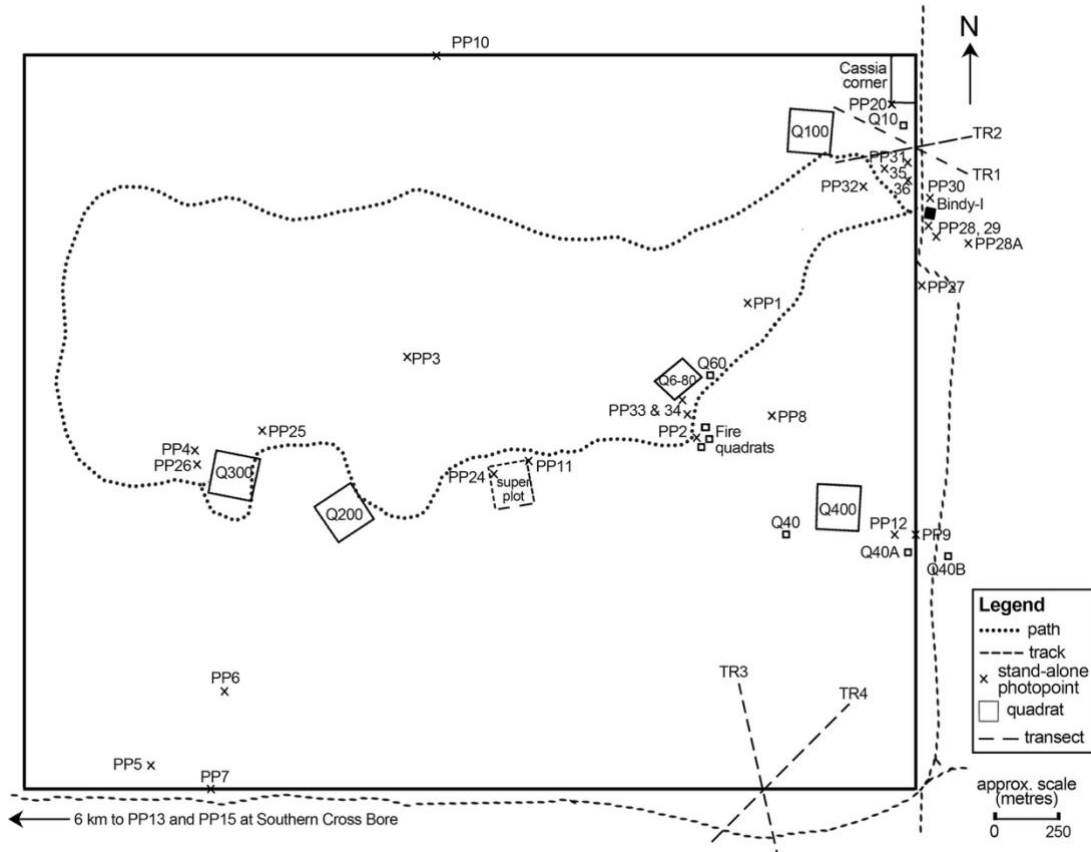 PP10
N
Cassia
corner
PP20
Q10
Q100
TR2
PP31
35
TR1
PP32
36
PP30
Bindy-I
PP28, 29
PP28A
PP27
PP1
PP3
Q60
Q6-80
PP33 & 34
PP8
PP2
Fire
quadrats
PP25
PP4
PP26
Q300
PP11
PP24
super
plot
Q200
Q400
Q40
PP12
PP9
Q40A
Q40B
Legend
path
track
stand-alone
photopoint
quadrat
transect
TR3
TR4
PP6
PP5
PP7
approx. scale
(metres)
0 250
6 km to PP13 and PP15 at Southern Cross Bore